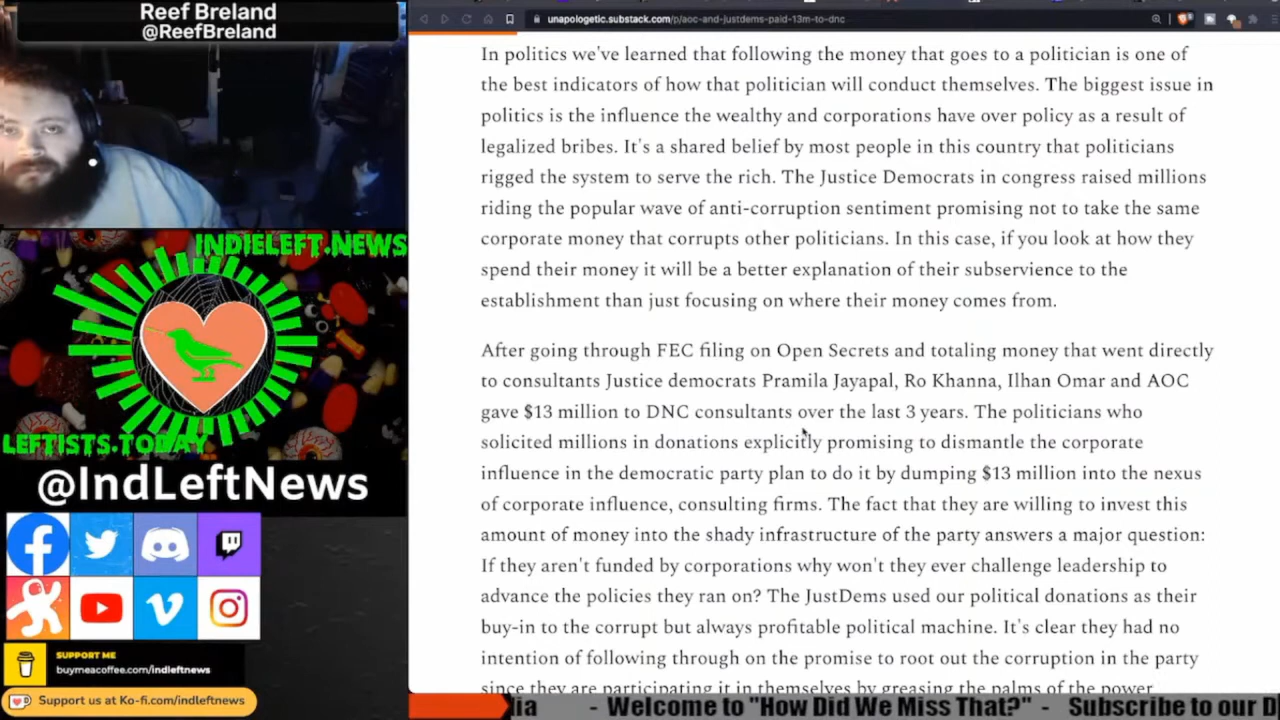 Reef Breland
@ReefBreland
INDIELEFT.NEWS
LEFTISTS.TODAY
@IndLeftNews
SUPPORT ME
buymeacoffee.com/indleftnews
Support us at Ko-fi.com/indleftnews
unapologetic.substack.com/p/aoc-and-justdems-paid-13m-to-dnc
In politics we've learned that following the money that goes to a politician is one of
the best indicators of how that politician will conduct themselves. The biggest issue in
politics is the influence the wealthy and corporations have over policy as a result of
legalized bribes. It's a shared belief by most people in this country that politicians
rigged the system to serve the rich. The Justice Democrats in congress raised millions
riding the popular wave of anti-corruption sentiment promising not to take the same
corporate money that corrupts other politicians. In this case, if you look at how they
spend their money it will be a better explanation of their subservience to the
establishment than just focusing on where their money comes from.
After going through FEC filing on Open Secrets and totaling money that went directly
to consultants Justice democrats Pramila Jayapal, Ro Khanna, Ilhan Omar and AOC
gave $13 million to DNC consultants over the last 3 years. The politicians who
solicited millions in donations explicitly promising to dismantle the corporate
influence in the democratic party plan to do it by dumping $13 million into the nexus
of corporate influence, consulting firms. The fact that they are willing to invest this
amount of money into the shady infrastructure of the party answers a major question:
If they aren't funded by corporations why won't they ever challenge leadership to
advance the policies they ran on? The JustDems used our political donations as their
buy-in to the corrupt but always profitable political machine. It's clear they had no
intention of following through on the promise to root out the corruption in the party
since they are participating it in themselves by greasing the palms of the power
- Welcome to "How Did We Miss That?" - Subscribe to our D